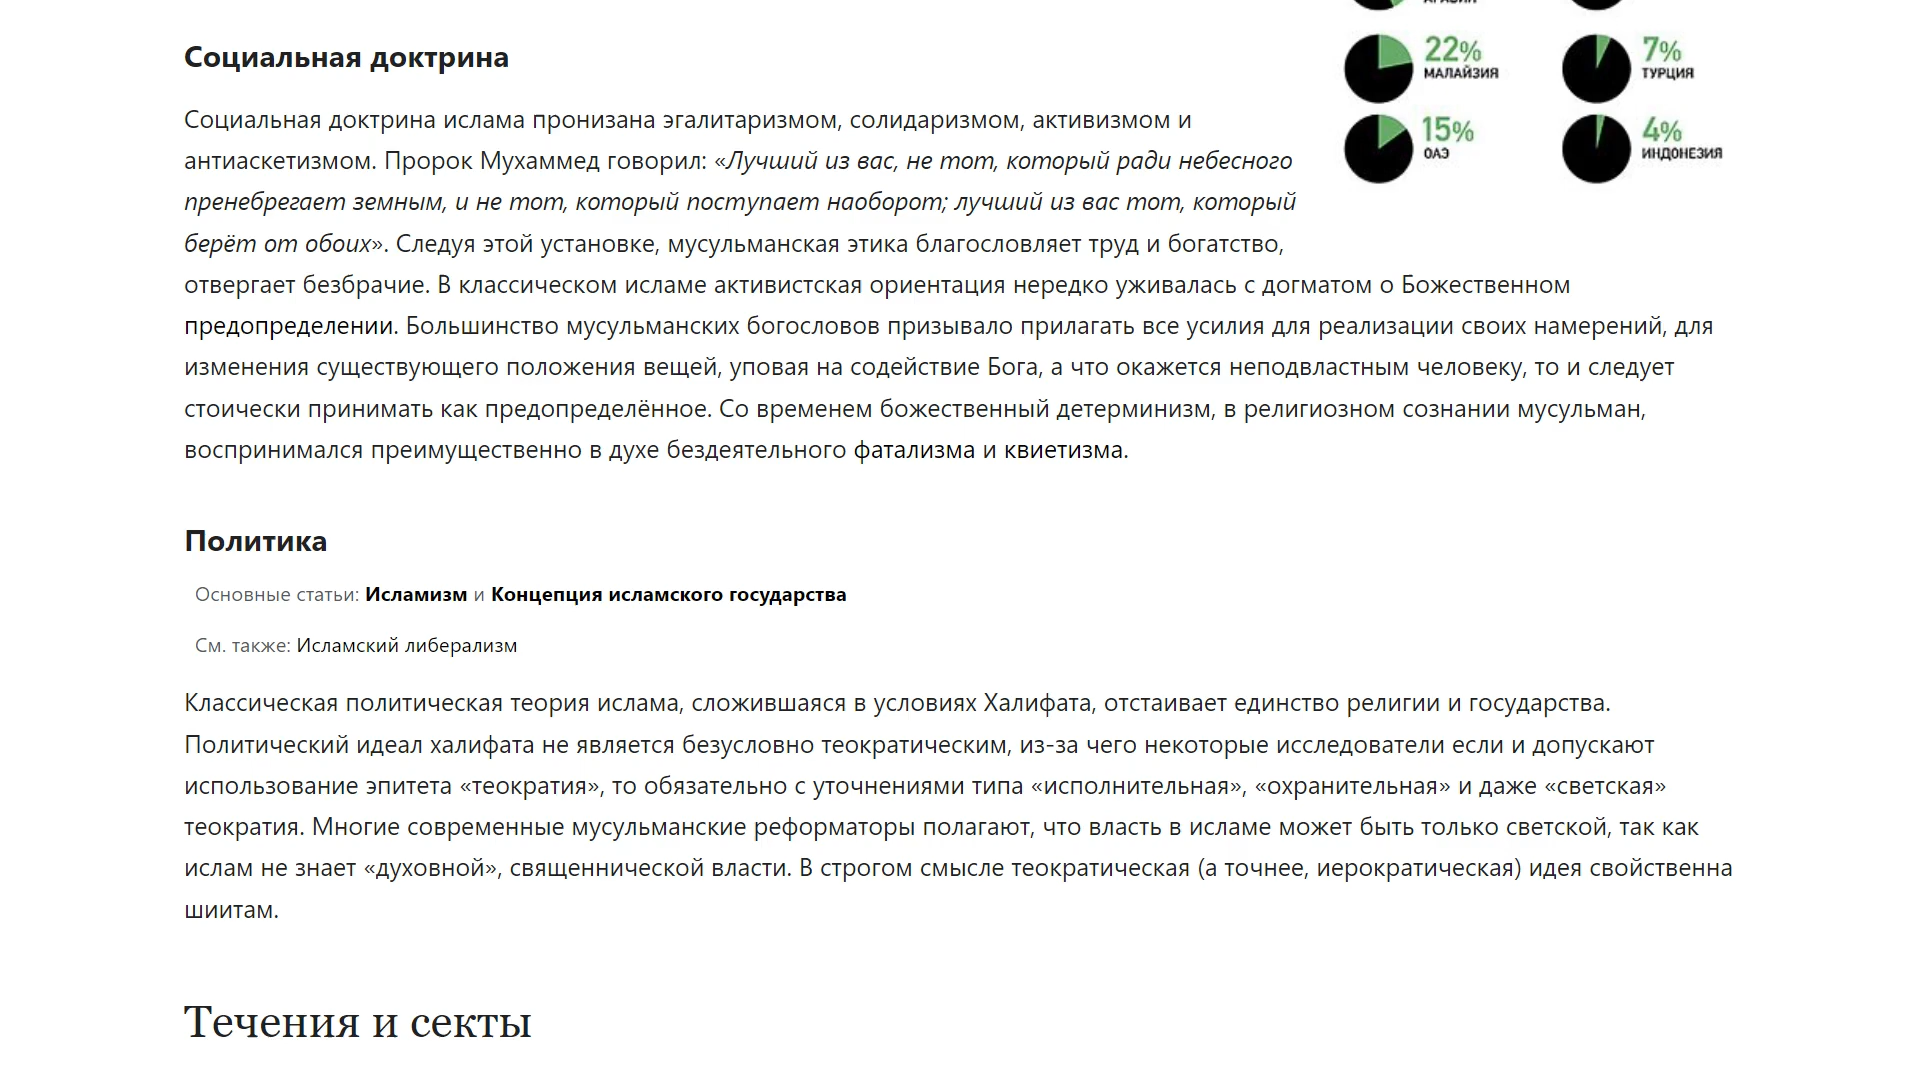 Социальная доктрина
Социальная доктрина ислама пронизана эгалитаризмом, солидаризмом, активизмом и
антиаскетизмом. Пророк Мухаммед говорил: «Лучший из вас, не тот, который ради небесного
пренебрегает земным, и не тот, который поступает наоборот; лучший из вас тот, который
берёт от обоих». Следуя этой установке, мусульманская этика благословляет труд и богатство,
отвергает безбрачие. В классическом исламе активистская ориентация нередко уживалась с догматом о Божественном
предопределении. Большинство мусульманских богословов призывало прилагать все усилия для реализации своих намерений, для
изменения существующего положения вещей, уповая на содействие Бога, а что окажется неподвластным человеку, то и следует
стоически принимать как предопределённое. Со временем божественный детерминизм, в религиозном сознании мусульман,
воспринимался преимущественно в духе бездеятельного фатализма и квиетизма.
22%
МАЛАЙЗИЯ
7%
ТУРЦИЯ
15%
ОАЭ
4%
ИНДОНЕЗИЯ
Политика
Основные статьи: Исламизм и Концепция исламского государства
См. также: Исламский либерализм
Классическая политическая теория ислама, сложившаяся в условиях Халифата, отстаивает единство религии и государства.
Политический идеал халифата не является безусловно теократическим, из-за чего некоторые исследователи если и допускают
использование эпитета «теократия», то обязательно с уточнениями типа «исполнительная», «охранительная» и даже «светская»
теократия. Многие современные мусульманские реформаторы полагают, что власть в исламе может быть только светской, так как
ислам не знает «духовной», священнической власти. В строгом смысле теократическая (а точнее, иерократическая) идея свойственна
шиитам.
Течения и секты